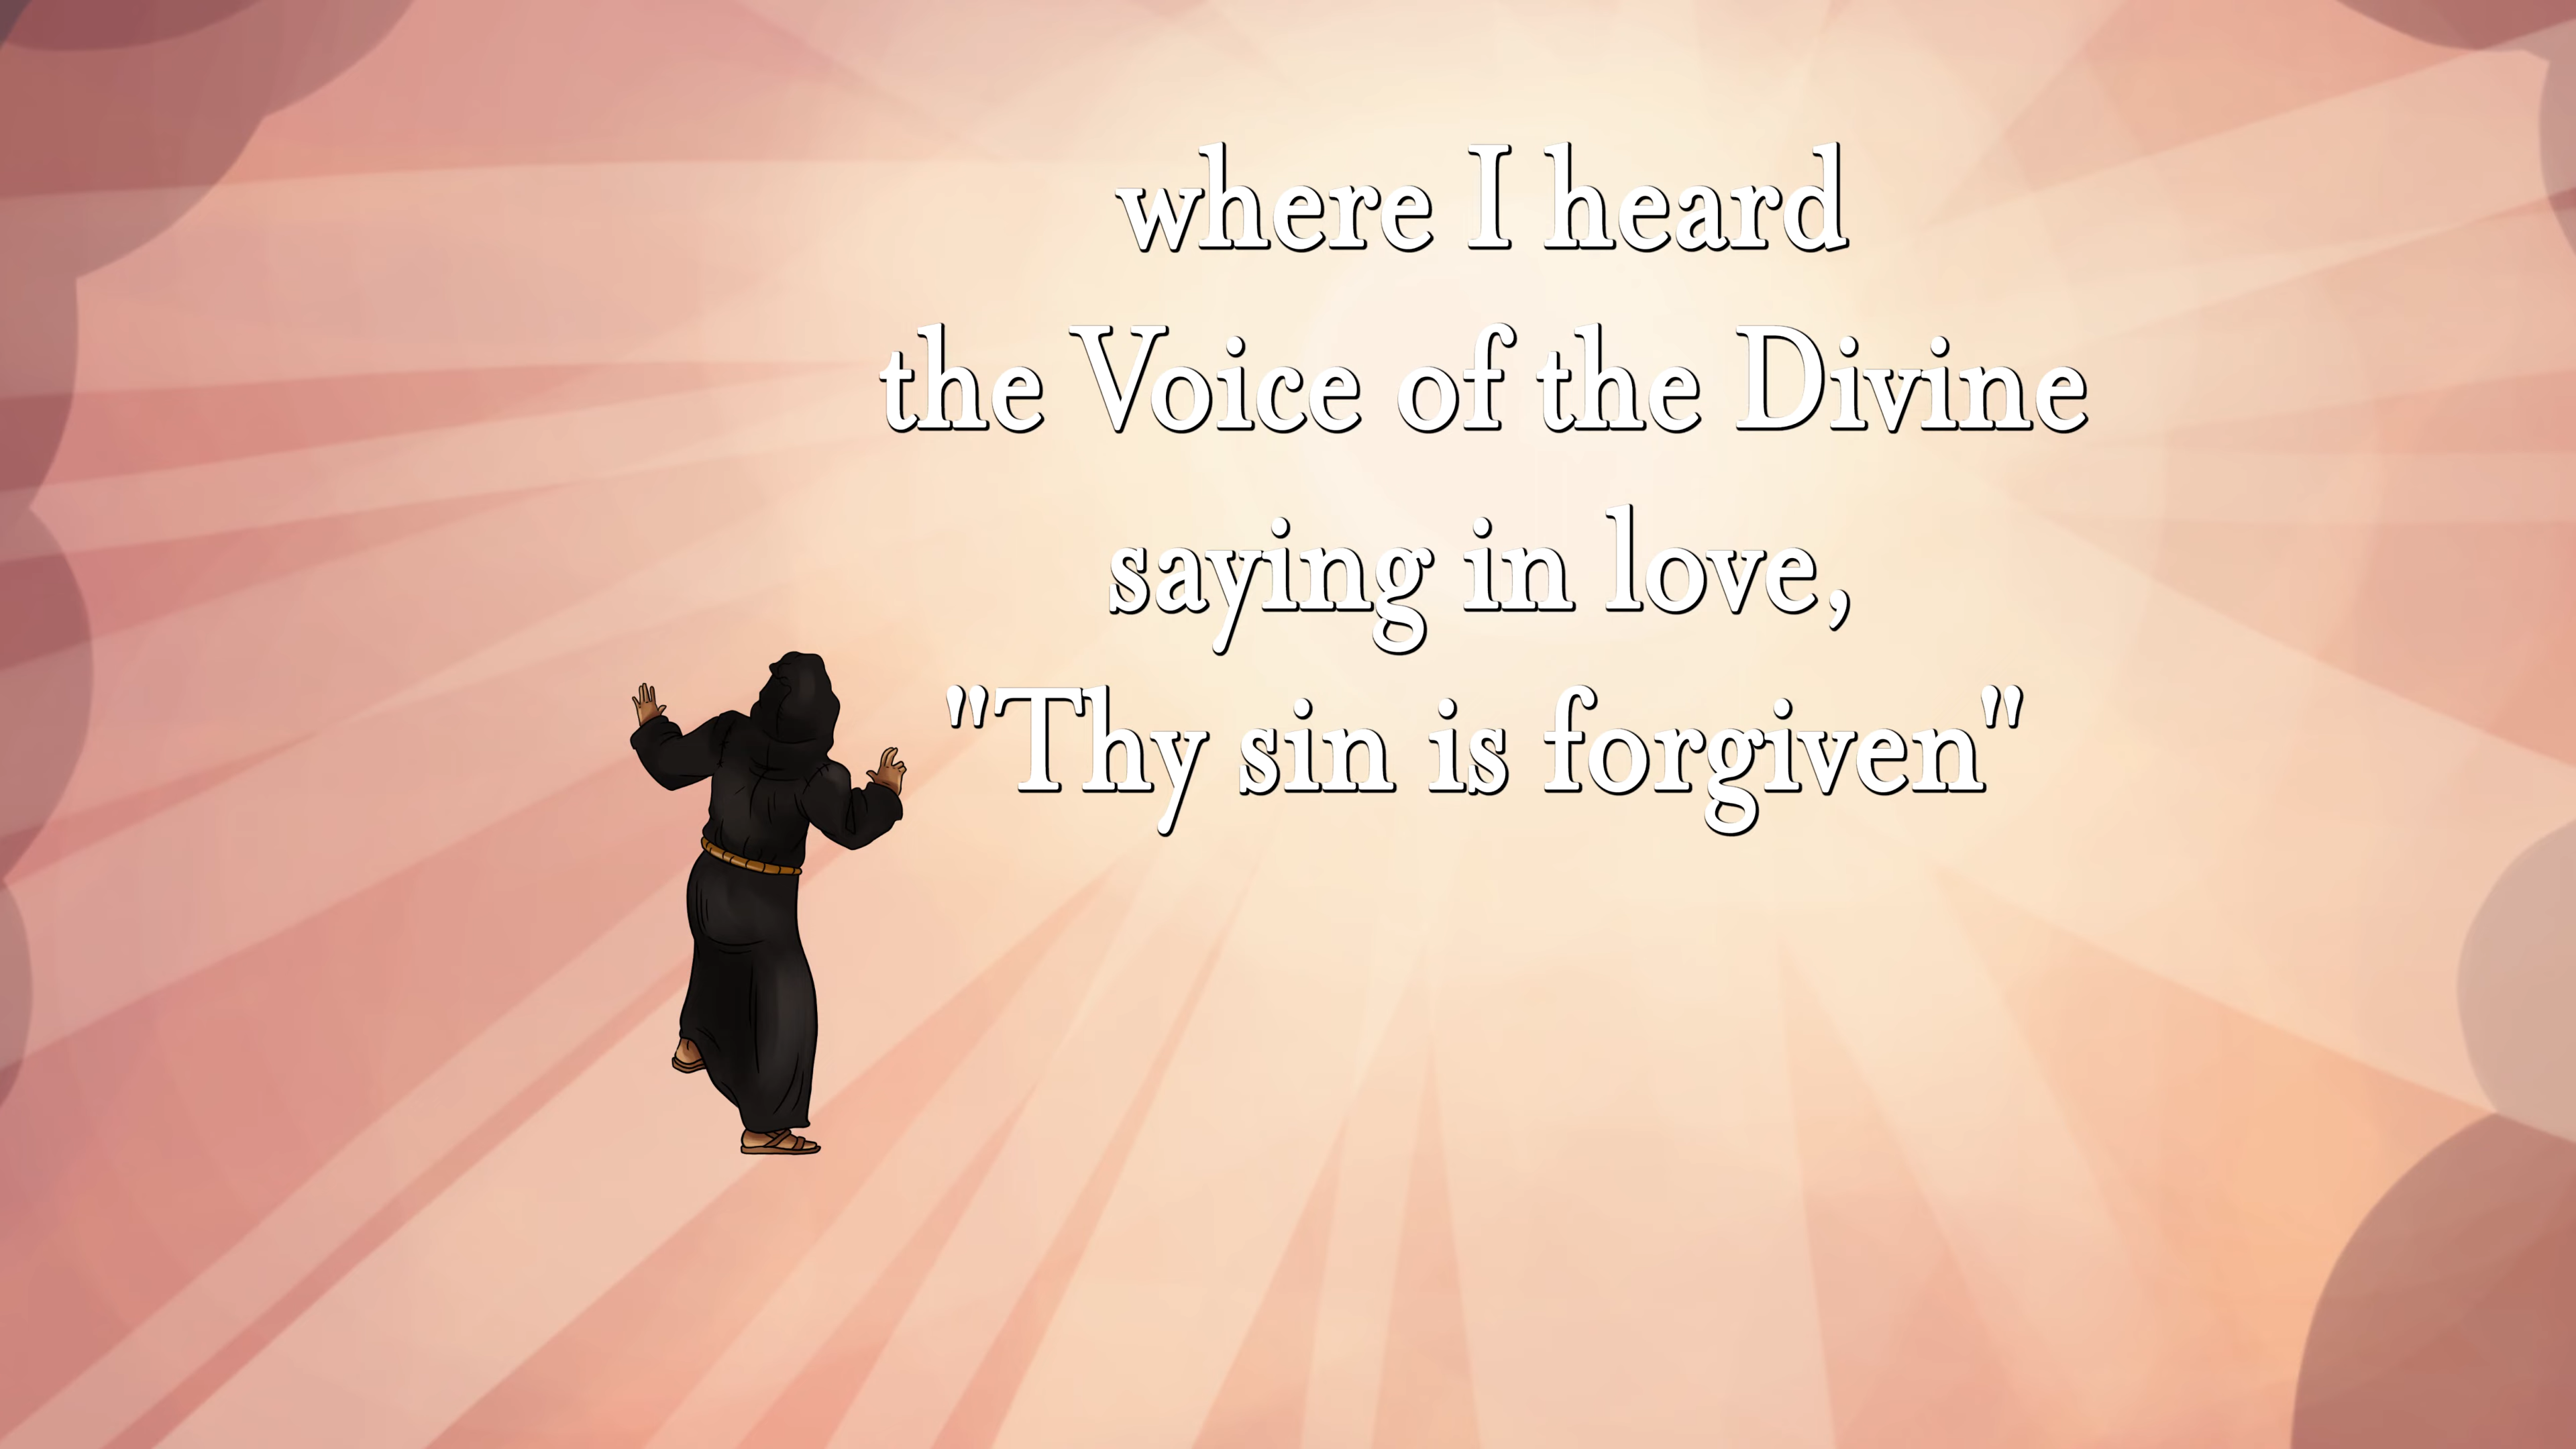 where I heard
the Voice of the Divine
saying in love,
"Thy sin is forgiven"